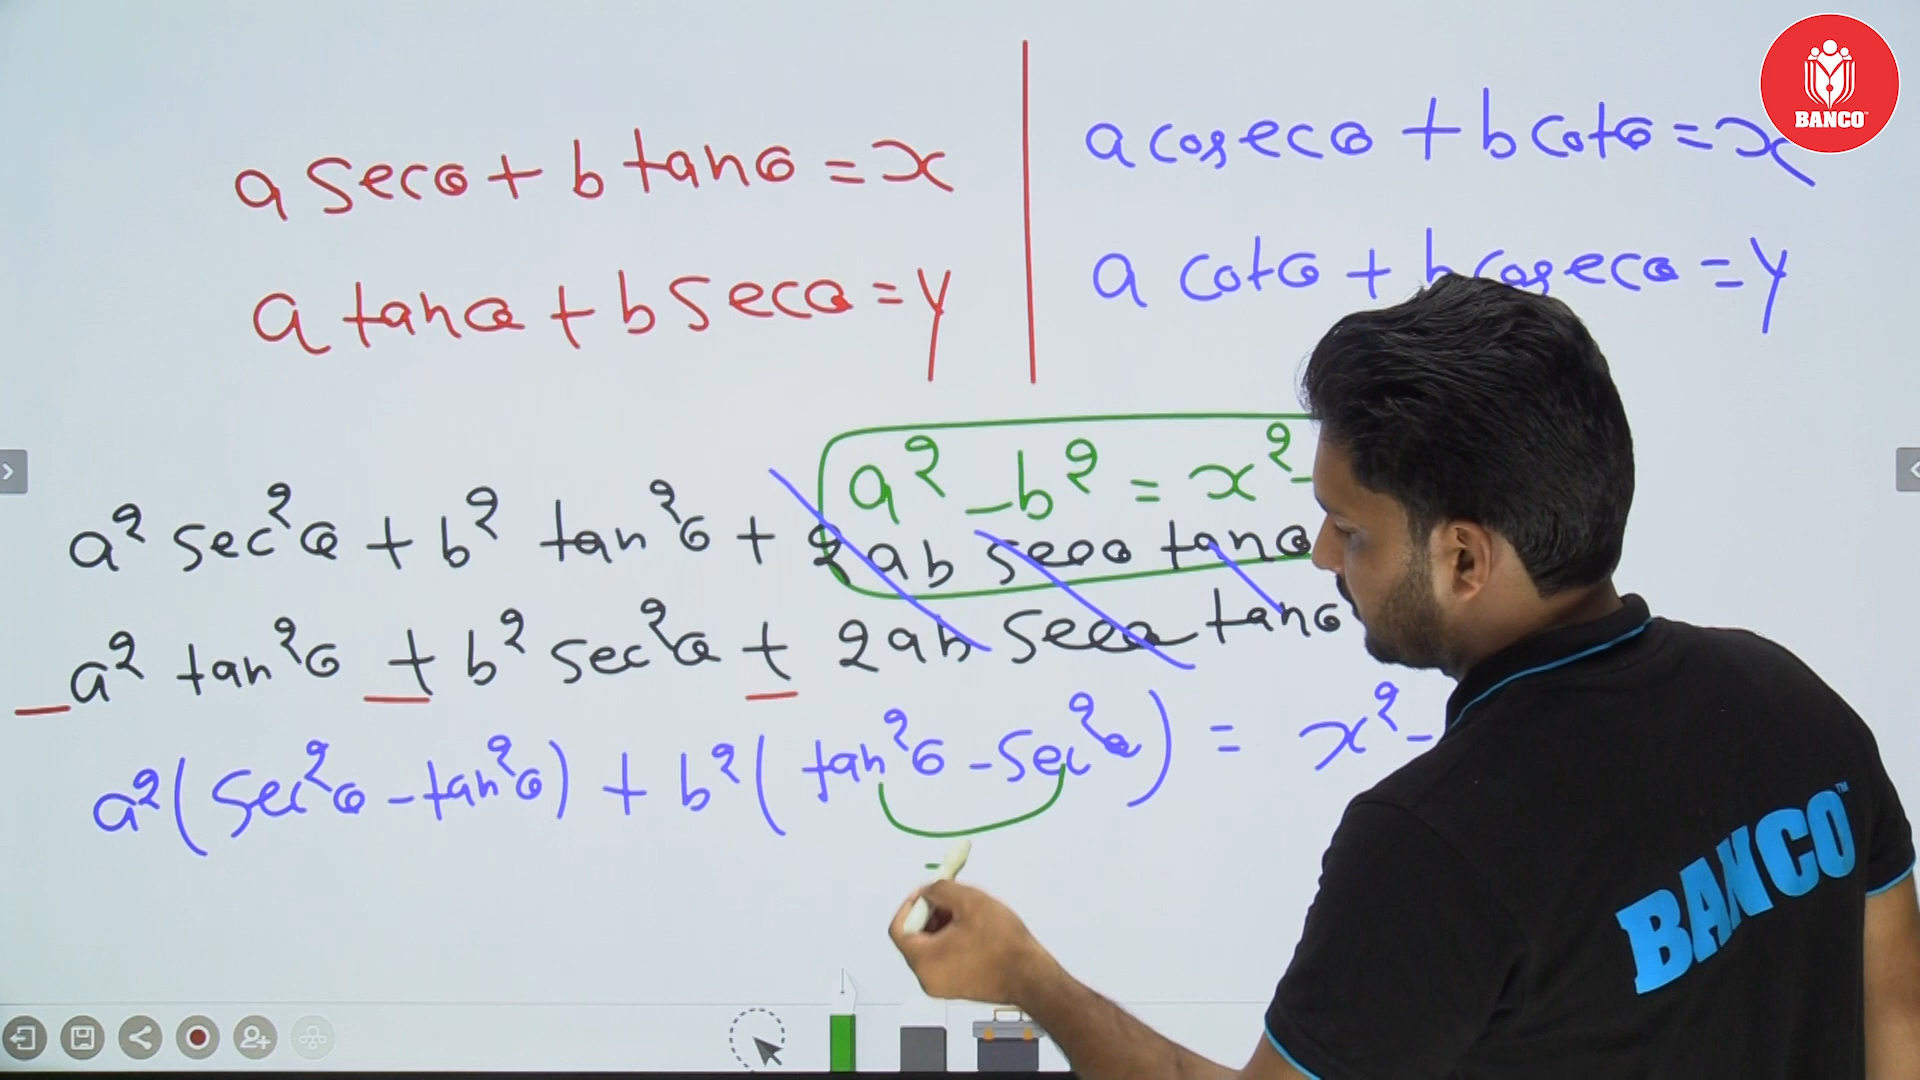 a secθ + b tanθ = x
a tanθ + b secθ = y
a cosecθ + b cotθ = x
a cotθ + b cosecθ = y
BANCO
a² - b² = x² -
a² sec²θ + b² tan²θ + 2ab secθ tanθ
a² tan²θ + b² sec²θ + 2ab secθ tanθ
a²(sec²θ - tan²θ) + b²(tan²θ - sec²θ) = x² -
-
BANCO™